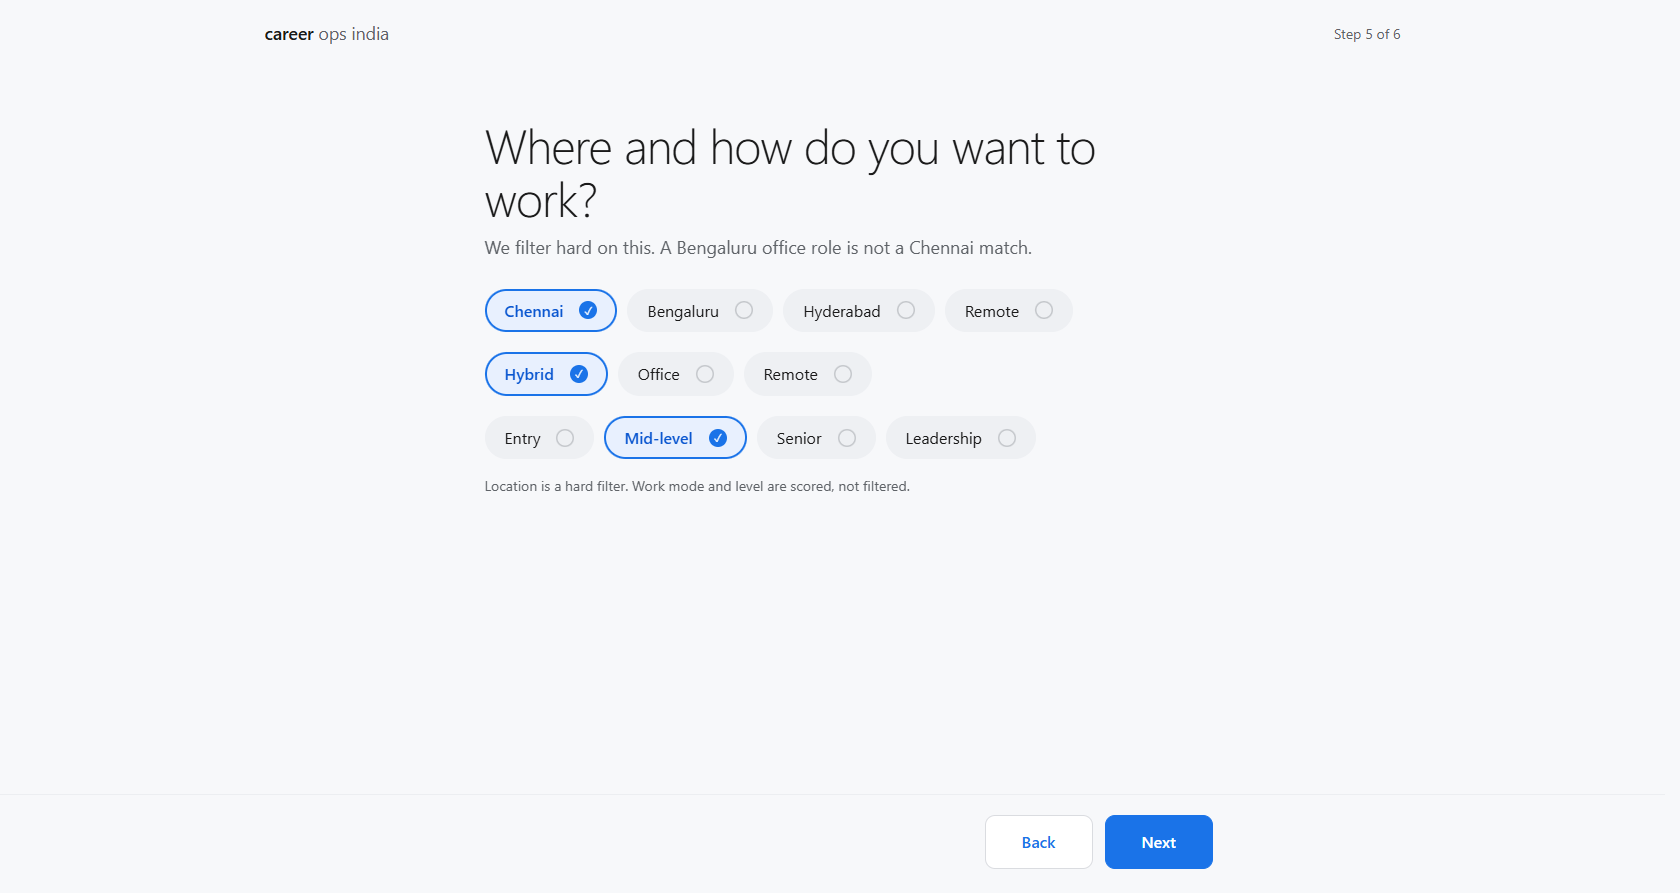 career ops india
Step 5 of 6
Where and how do you want to
work?
We filter hard on this. A Bengaluru office role is not a Chennai match.
Chennai Bengaluru Hyderabad Remote
Hybrid Office Remote
Entry Mid-level Senior Leadership
Location is a hard filter. Work mode and level are scored, not filtered.
Back Next